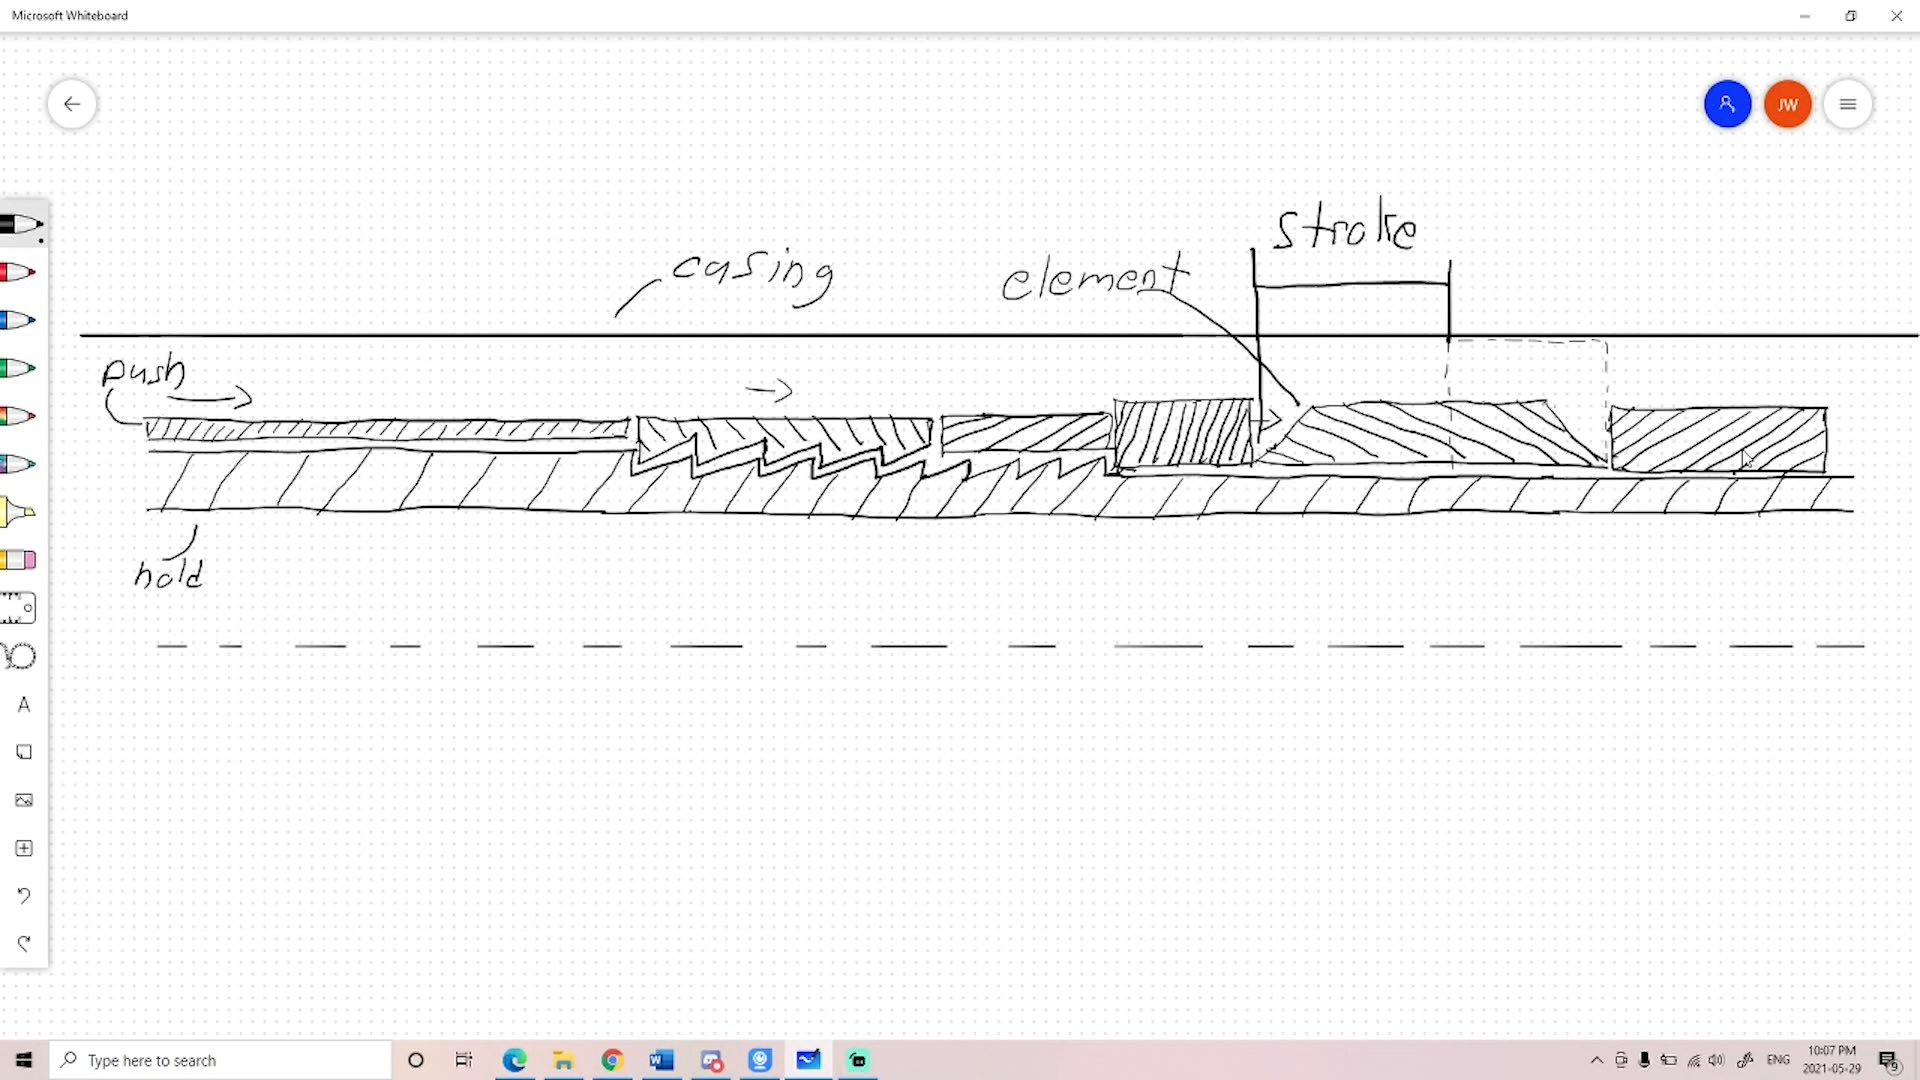 Microsoft Whiteboard
JW
stroke
casing
element
push
hold
A
Type here to search
ENG
10:07 PM
2021-05-29
9